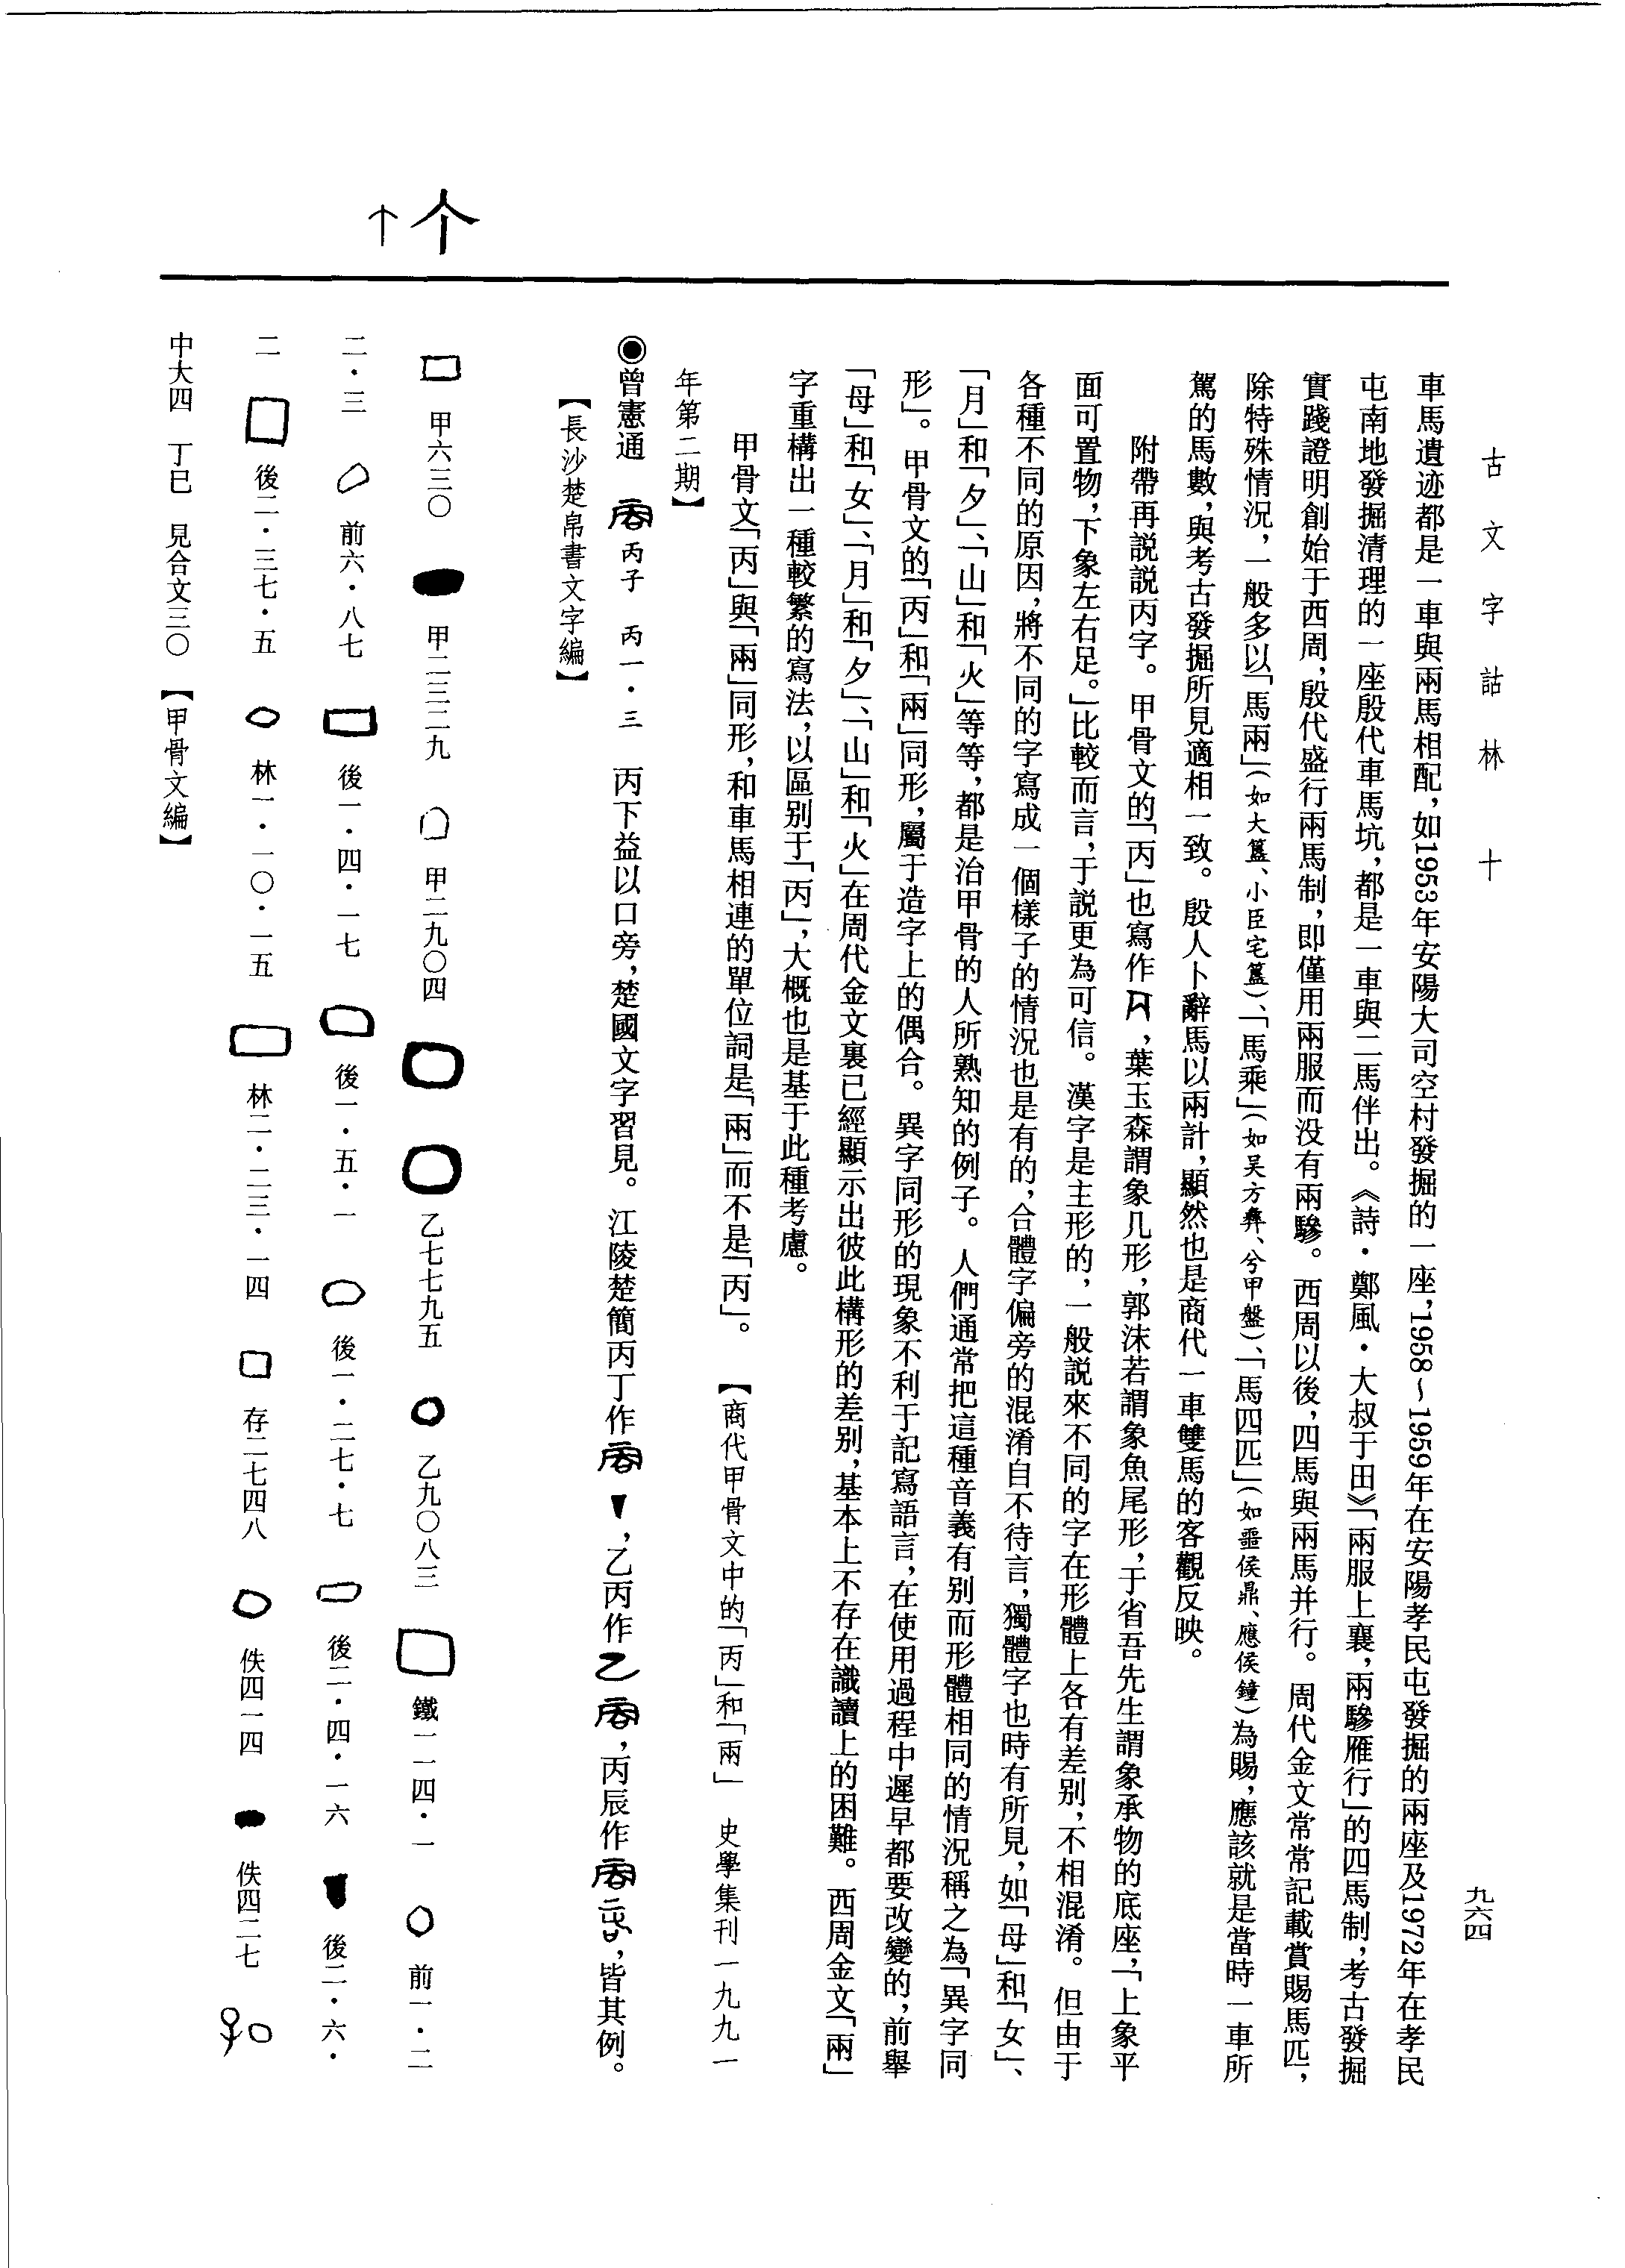 古文字詁林 十
九六四
車馬遺迹都是一車與兩馬相配，如1953年安陽大司空村發掘的一座，1958～1959年在安陽孝民屯發掘的兩座及1972年在孝民
屯南地發掘清理的一座殷代車馬坑，都是一車與二馬伴出。《詩·鄭風·大叔于田》「兩服上襄，兩驂雁行」的四馬制，考古發掘
實踐證明創始于西周，殷代盛行兩馬制，即僅用兩服而没有兩驂。西周以後，四馬與兩馬并行。周代金文常常記載賞賜馬匹，
除特殊情況，一般多以「馬兩」（如大簋、小臣宅簋）、「馬乘」（如吴方彝、兮甲盤）、「馬四匹」（如噩侯鼎、應侯鐘）為賜，應該就是當時一車所
駕的馬數，與考古發掘所見適相一致。殷人卜辭馬以兩計，顯然也是商代一車雙馬的客觀反映。
附帶再説説丙字。甲骨文的「丙」也寫作，葉玉森謂象几形，郭沫若謂象魚尾形，于省吾先生謂象承物的底座，「上象平
面可置物，下象左右足。」比較而言，于説更為可信。漢字是主形的，一般説來不同的字在形體上各有差别，不相混淆。但由于
各種不同的原因，將不同的字寫成一個樣子的情況也是有的，合體字偏旁的混淆自不待言，獨體字也時有所見，如「母」和「女」、
「月」和「夕」、「山」和「火」等等，都是治甲骨的人所熟知的例子。人們通常把這種音義有别而形體相同的情況稱之為「異字同
形」。甲骨文的「丙」和「兩」同形，屬于造字上的偶合。異字同形的現象不利于記寫語言，在使用過程中遲早都要改變的，前舉
「母」和「女」、「月」和「夕」、「山」和「火」在周代金文裏已經顯示出彼此構形的差别，基本上不存在識讀上的困難。西周金文「兩」
字重構出一種較繁的寫法，以區别于「丙」，大概也是基于此種考慮。
甲骨文「丙」與「兩」同形，和車馬相連的單位詞是「兩」而不是「丙」。【商代甲骨文中的「丙」和「兩」 史學集刊一九九一
年第二期】
◉曾憲通 丙子 丙一·三 丙下益以口旁，楚國文字習見。江陵楚簡丙丁作，乙丙作，丙辰作，皆其例。
【長沙楚帛書文字編】
个
甲六三〇 甲二三二九 甲二九〇四 乙七七九五 乙九〇八三 鐵一一四·一 前一·二
二·三 前六·八七 後一·四·一七 後一·五·一 後一·二七·七 後二·四·一六 後二·六·
二 後二·三七·五 林一·一〇·一五 林二·二三·一四 存二七四八 佚四一四 佚四二七
中大四 丁巳 見合文三〇 【甲骨文編】